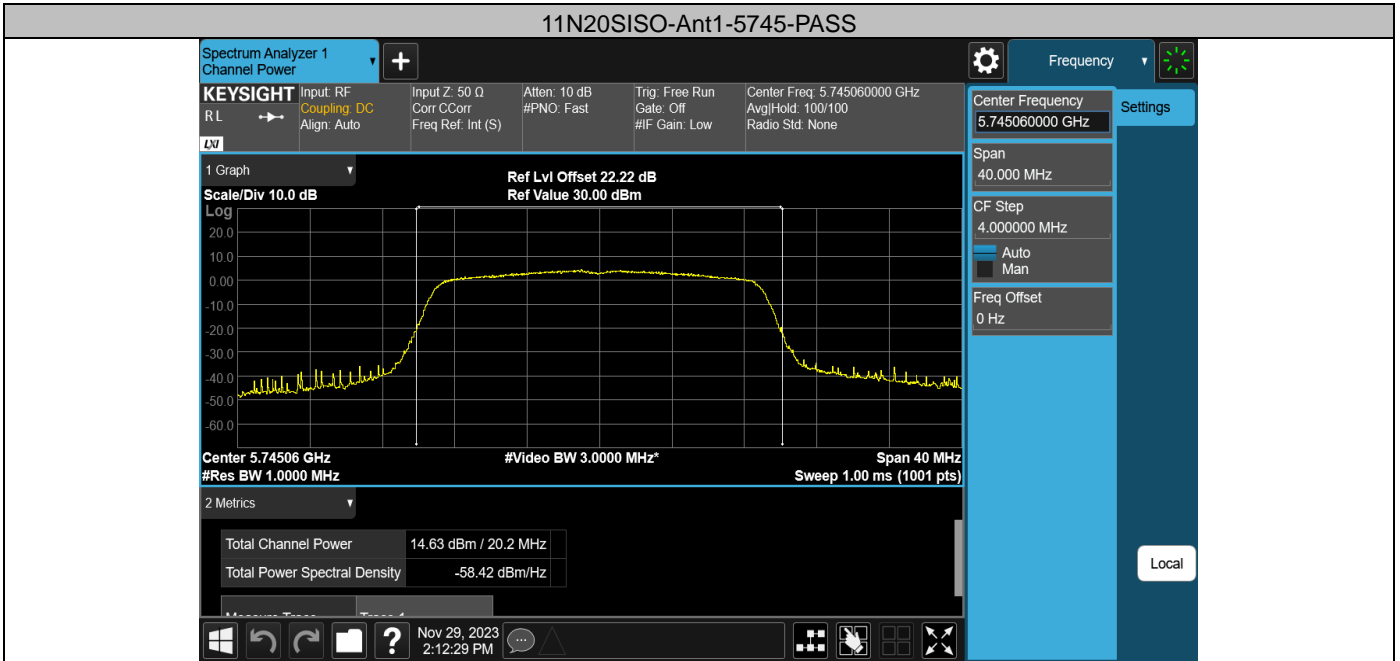 11N20SISO-Ant1-5745-PASS
Spectrum Analyzer 1
Channel Power
Frequency
KEYSIGHT
RL
LXI
Input: RF
Coupling: DC
Align: Auto
Input Z: 50 Ω
Corr CCorr
Freq Ref: Int (S)
Atten: 10 dB
#PNO: Fast
Trig: Free Run
Gate: Off
#IF Gain: Low
Center Freq: 5.745060000 GHz
Avg|Hold: 100/100
Radio Std: None
1 Graph
Scale/Div 10.0 dB
Ref Lvl Offset 22.22 dB
Ref Value 30.00 dBm
Log
20.0
10.0
0.00
-10.0
-20.0
-30.0
-40.0
-50.0
-60.0
Center 5.74506 GHz
#Video BW 3.0000 MHz*
Span 40 MHz
#Res BW 1.0000 MHz
Sweep 1.00 ms (1001 pts)
2 Metrics
Total Channel Power 14.63 dBm / 20.2 MHz
Total Power Spectral Density -58.42 dBm/Hz
Measure Trace Trace 1
?
Nov 29, 2023
2:12:29 PM
Center Frequency
5.745060000 GHz
Span
40.000 MHz
CF Step
4.000000 MHz
Auto
Man
Freq Offset
0 Hz
Settings
Local